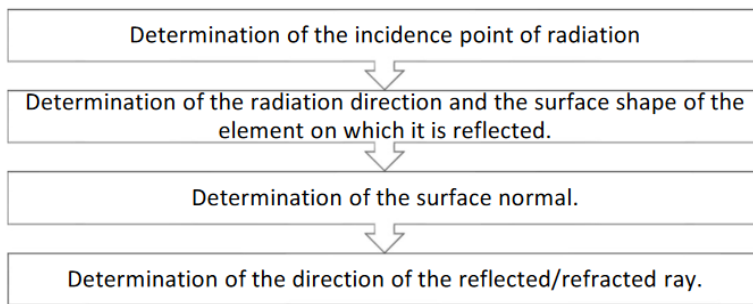 Determination of the incidence point of radiation
Determination of the radiation direction and the surface shape of the
element on which it is reflected.
Determination of the surface normal.
Determination of the direction of the reflected/refracted ray.